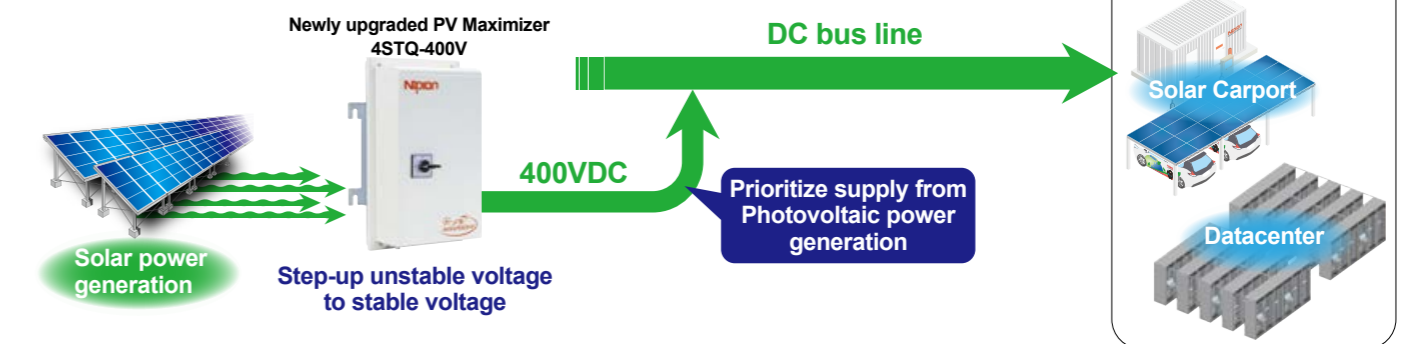 Newly upgraded PV Maximizer
4STQ-400V
Nipron
DC bus line
Solar Carport
400VDC
Prioritize supply from
Photovoltaic power
generation
Datacenter
Solar power
generation
Step-up unstable voltage
to stable voltage